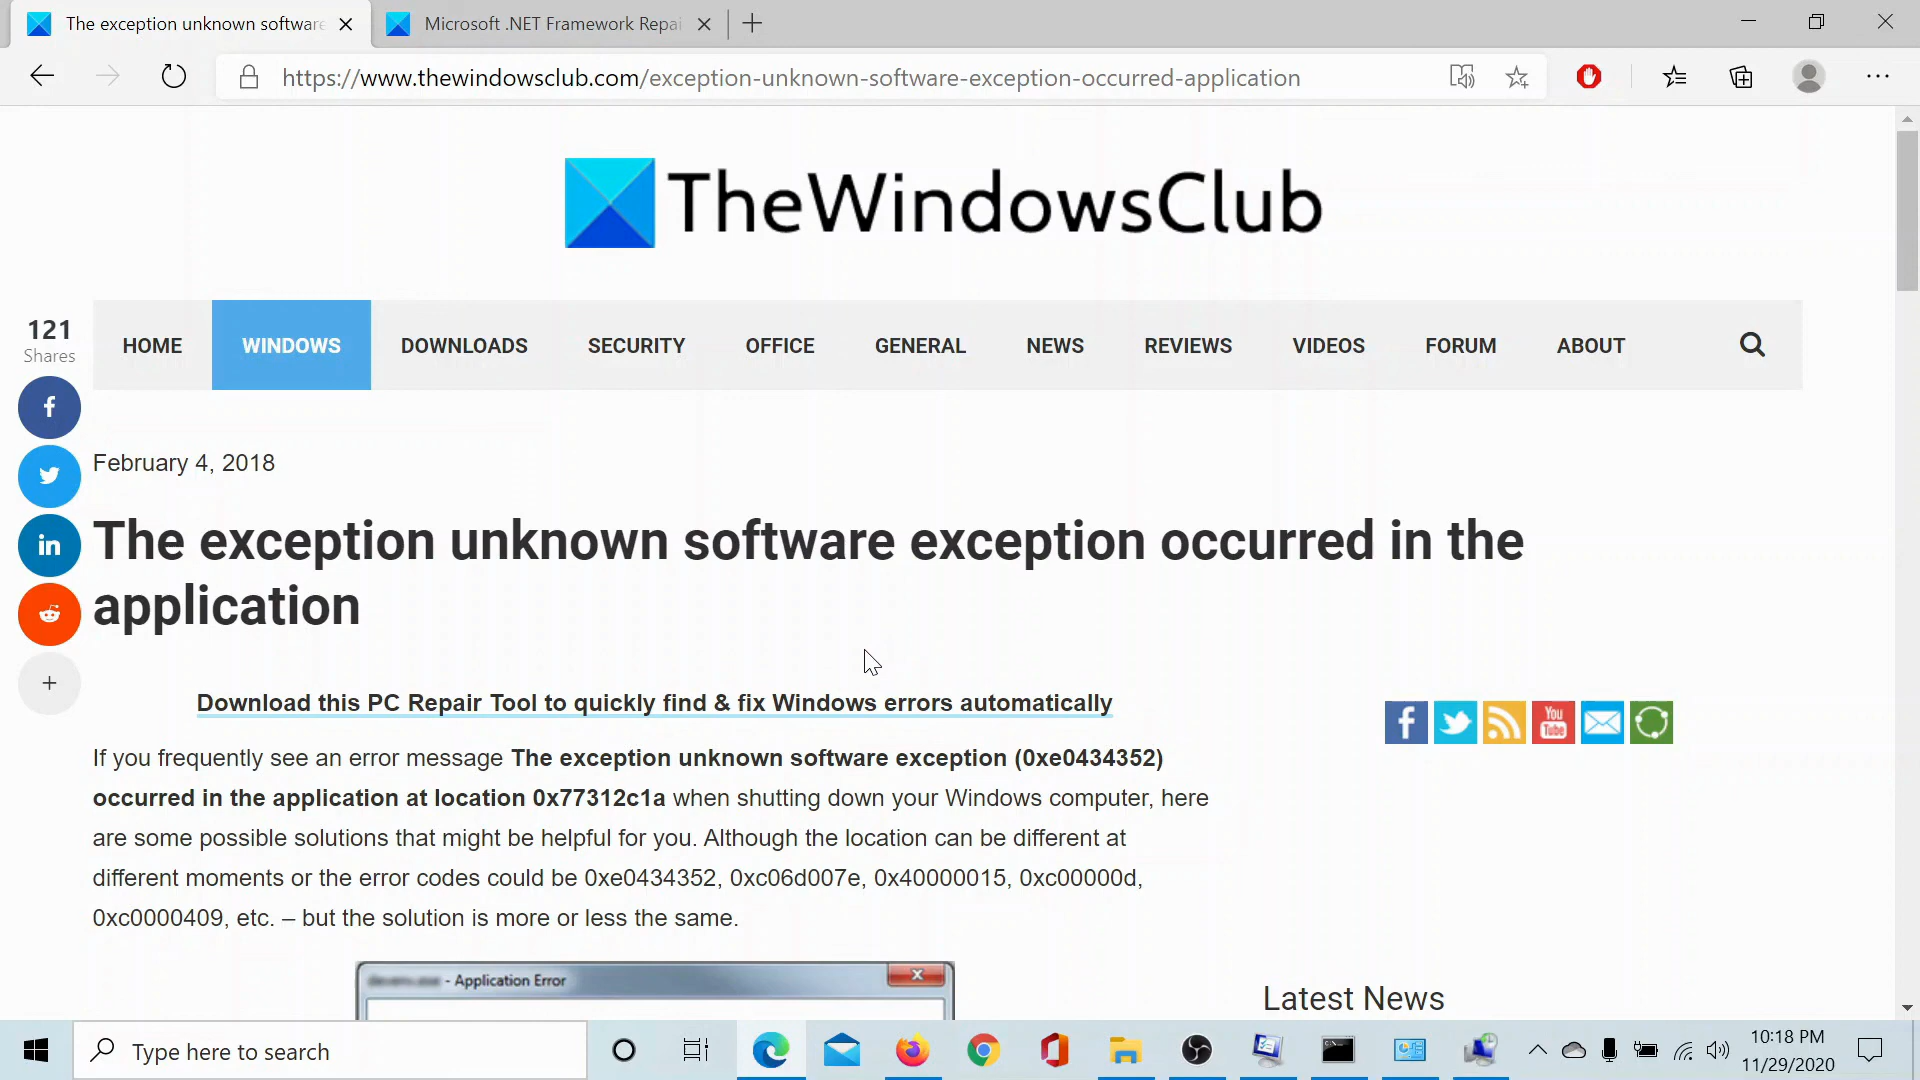 The exception unknown software
Microsoft .NET Framework Repai
https://www.thewindowsclub.com/exception-unknown-software-exception-occurred-application
TheWindowsClub
HOME WINDOWS DOWNLOADS SECURITY OFFICE GENERAL NEWS REVIEWS VIDEOS FORUM ABOUT
121
Shares
February 4, 2018
The exception unknown software exception occurred in the
application
Download this PC Repair Tool to quickly find & fix Windows errors automatically
You
Tube
If you frequently see an error message The exception unknown software exception (0xe0434352)
occurred in the application at location 0x77312c1a when shutting down your Windows computer, here
are some possible solutions that might be helpful for you. Although the location can be different at
different moments or the error codes could be 0xe0434352, 0xc06d007e, 0x40000015, 0xc00000d,
0xc0000409, etc. – but the solution is more or less the same.
- Application Error
Latest News
Type here to search
10:18 PM
11/29/2020